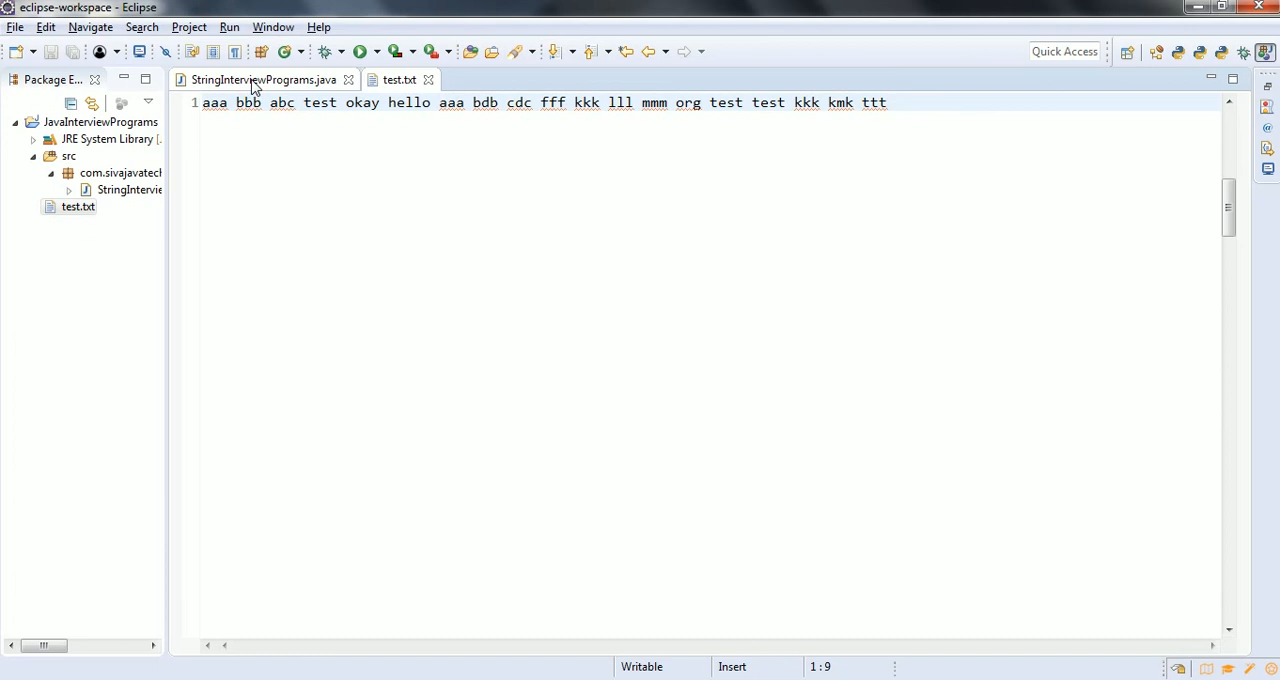 eclipse-workspace - Eclipse
File Edit Navigate Search Project Run Window Help
Quick Access
Package E...
StringInterviewPrograms.java
test.txt
1 aaa bbb abc test okay hello aaa bdb cdc fff kkk lll mmm org test test kkk kmk ttt
JavaInterviewPrograms
JRE System Library [
src
com.sivajavatech
StringIntervie
test.txt
Writable Insert 1 : 9